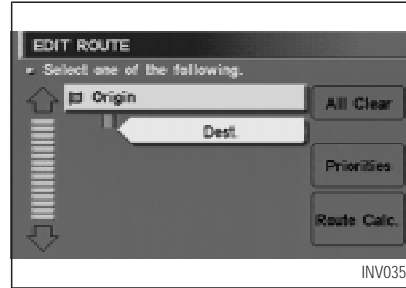 EDIT ROUTE
Select one of the following.
Origin
All Clear
Dest.
Priorities
Route Calc.
INV035